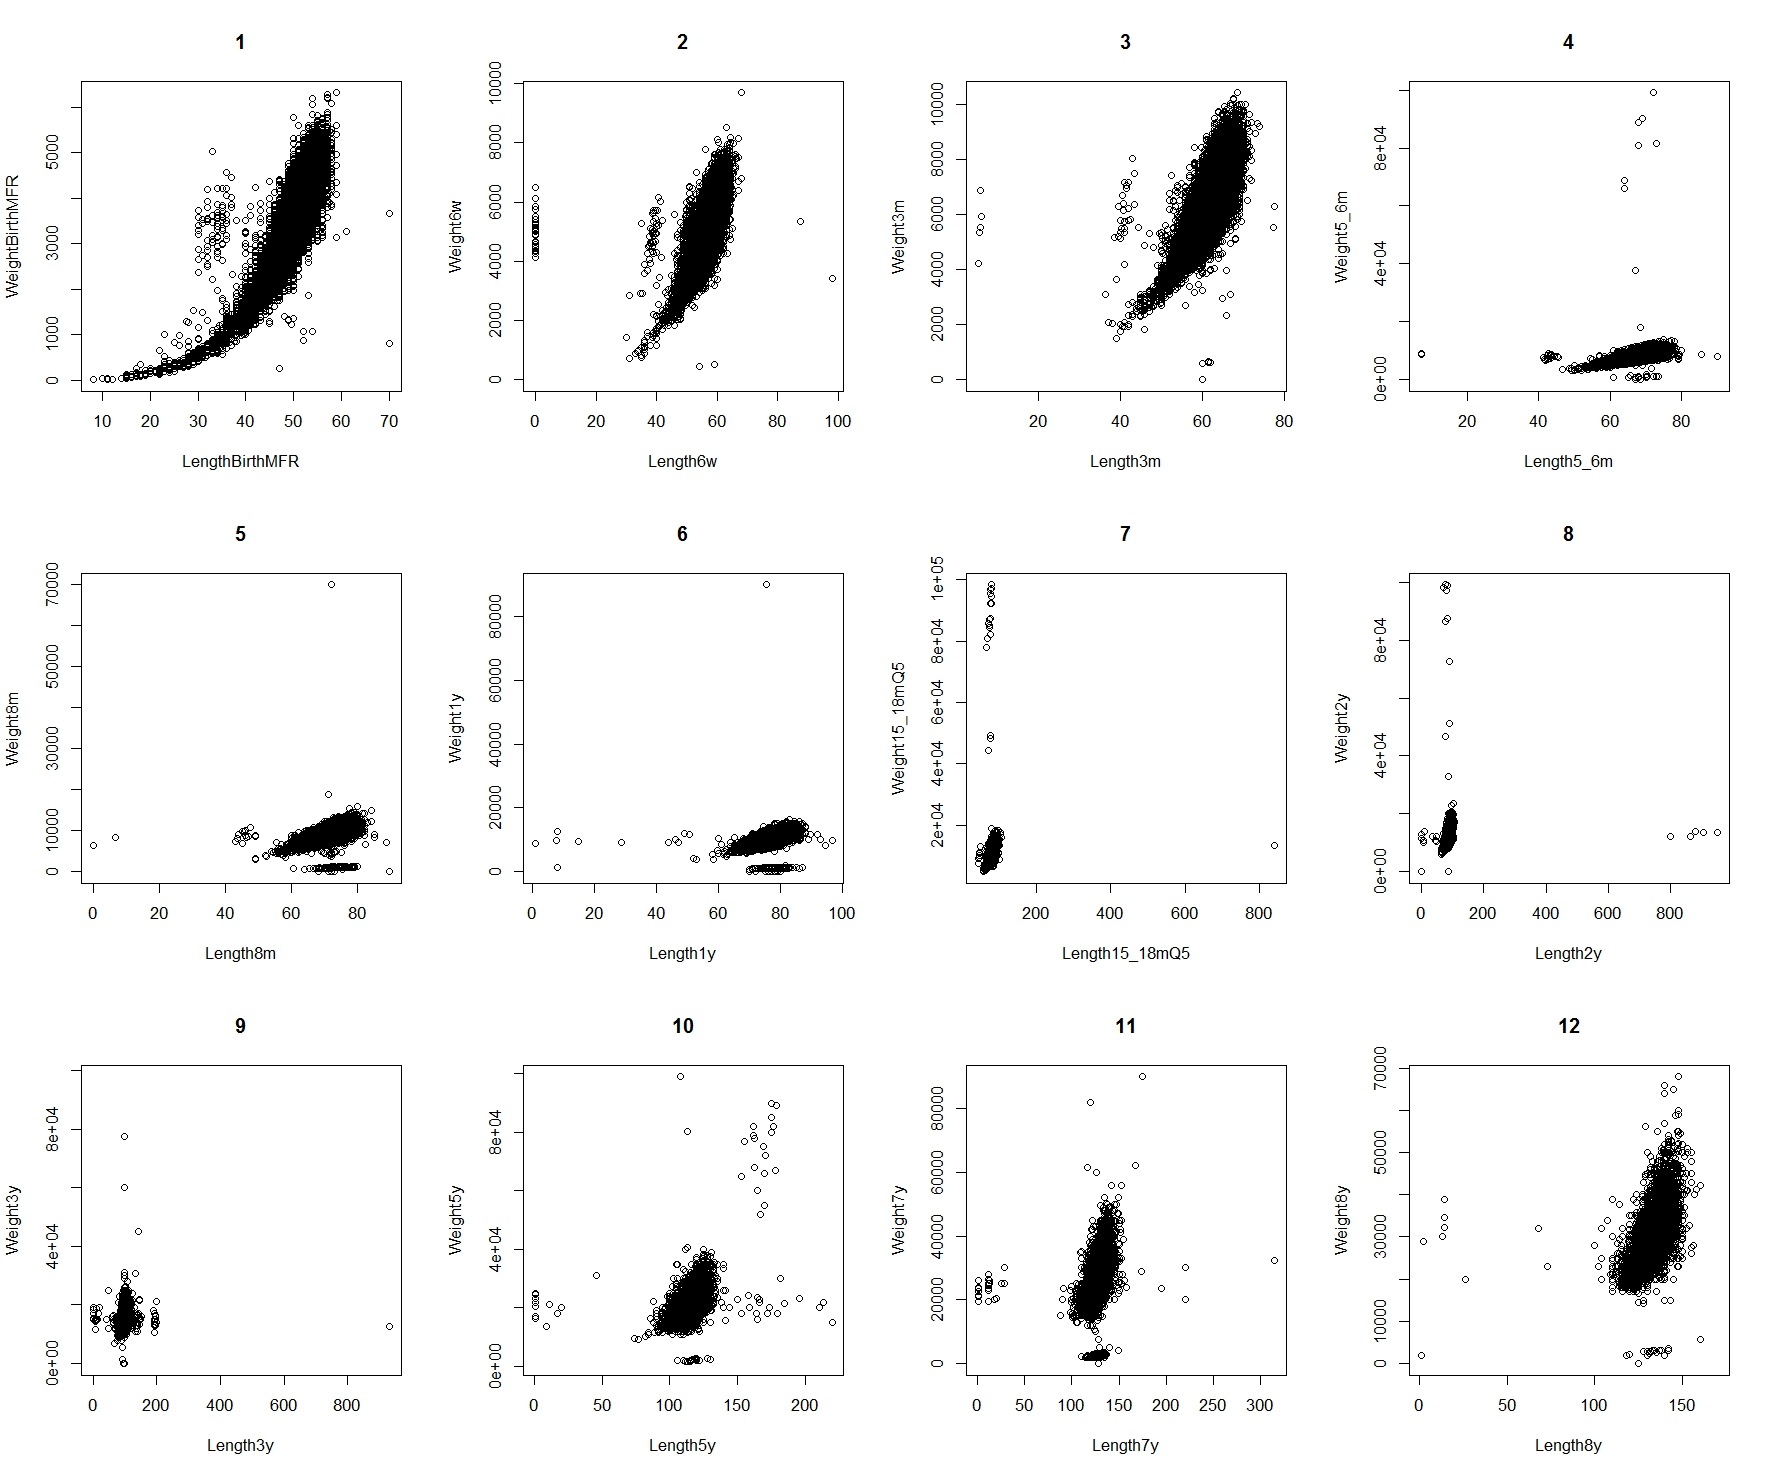 1
WeightBirthMFR
5000
3000
1000
0
10 20 30 40 50 60 70
LengthBirthMFR
2
Weight6w
10000
8000
6000
4000
2000
0
0 20 40 60 80 100
Length6w
3
Weight3m
10000
8000
6000
4000
2000
0
20 40 60 80
Length3m
4
Weight5_6m
8e+04
4e+04
0e+00
20 40 60 80
Length5_6m
5
Weight8m
70000
50000
30000
10000
0
0 20 40 60 80
Length8m
6
Weight1y
80000
60000
40000
20000
0
0 20 40 60 80 100
Length1y
7
Weight15_18mQ5
1e+05
8e+04
6e+04
4e+04
2e+04
200 400 600 800
Length15_18mQ5
8
Weight2y
8e+04
4e+04
0e+00
0 200 400 600 800
Length2y
9
Weight3y
8e+04
4e+04
0e+00
0 200 400 600 800
Length3y
10
Weight5y
8e+04
4e+04
0e+00
0 50 100 150 200
Length5y
11
Weight7y
80000
60000
40000
20000
0
0 50 100 150 200 250 300
Length7y
12
Weight8y
70000
50000
30000
10000
0
0 50 100 150
Length8y